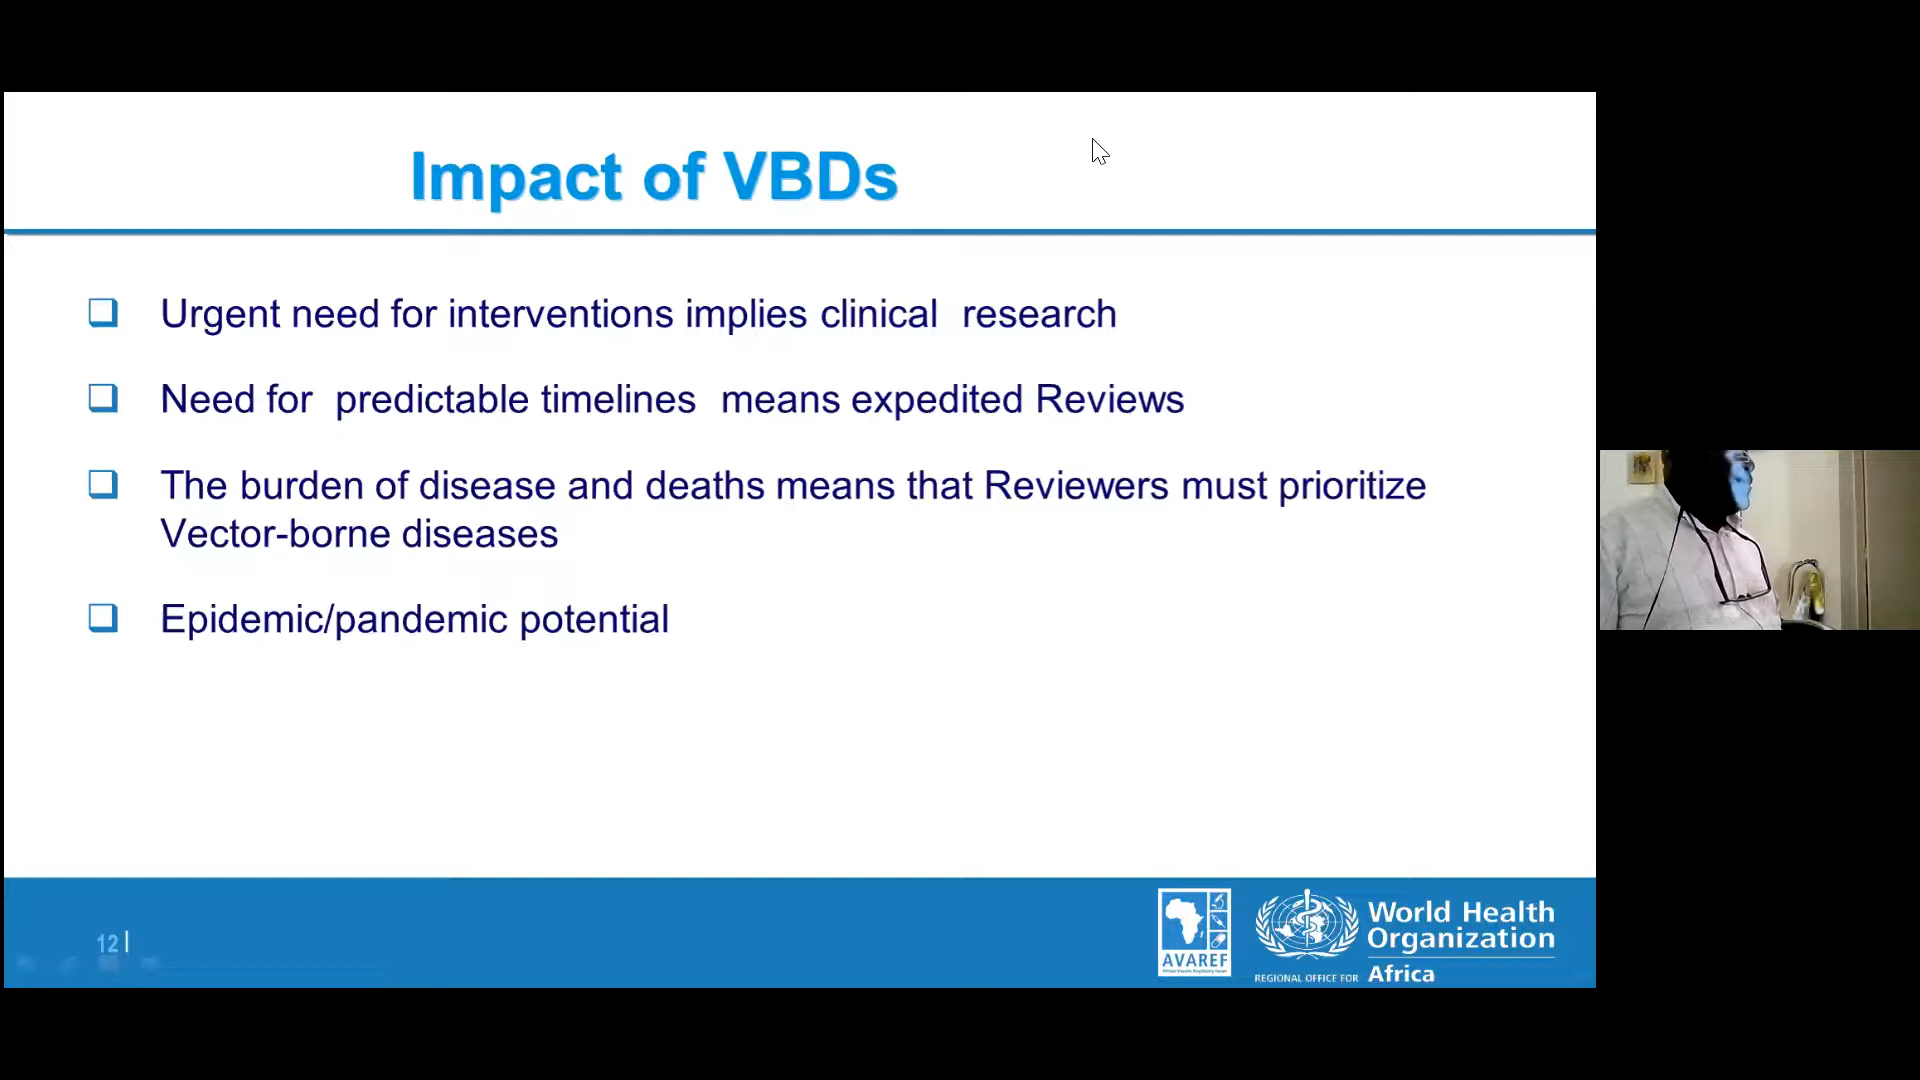 Impact of VBDs
Urgent need for interventions implies clinical research
Need for predictable timelines means expedited Reviews
The burden of disease and deaths means that Reviewers must prioritize
Vector-borne diseases
Epidemic/pandemic potential
12
AVAREF
World Health
Organization
REGIONAL OFFICE FOR Africa